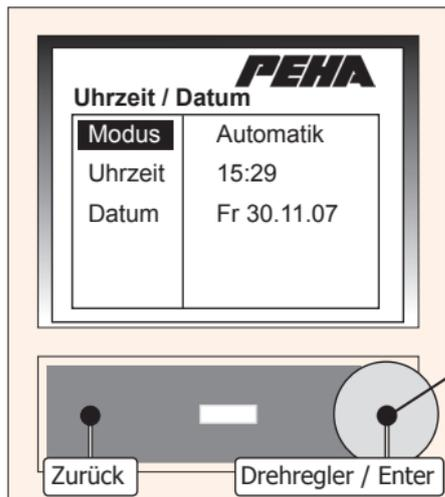 PEHA
Uhrzeit / Datum
Modus Automatik
Uhrzeit 15:29
Datum Fr 30.11.07
Zurück Drehregler / Enter